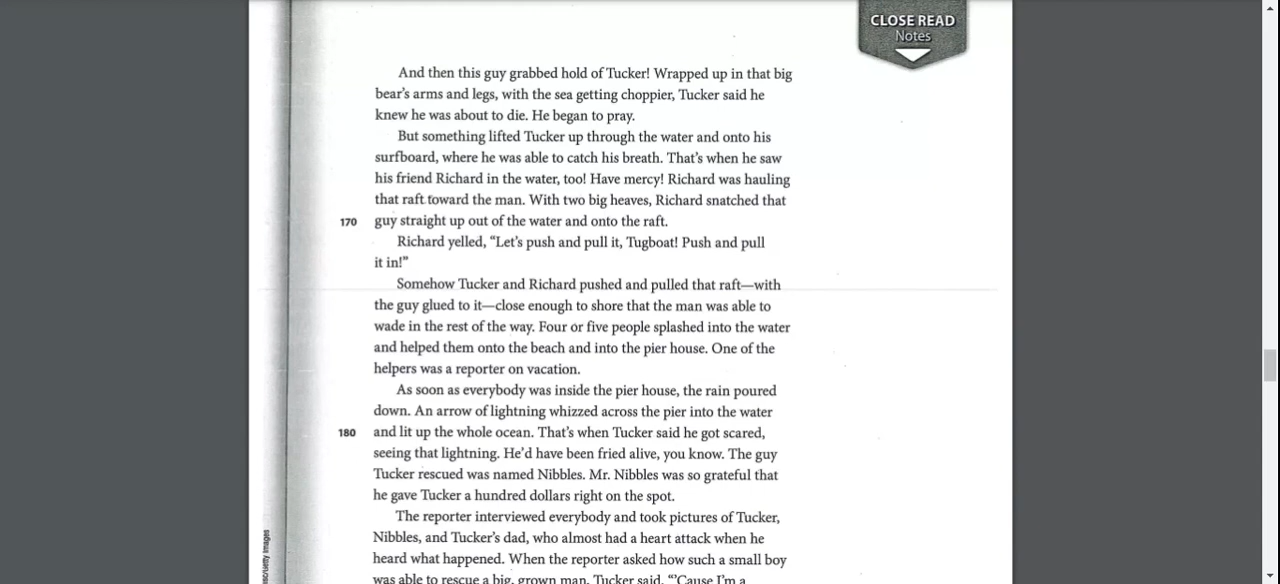 CLOSE READ
Notes
And then this guy grabbed hold of Tucker! Wrapped up in that big
bear's arms and legs, with the sea getting choppier, Tucker said he
knew he was about to die. He began to pray.
But something lifted Tucker up through the water and onto his
surfboard, where he was able to catch his breath. That's when he saw
his friend Richard in the water, too! Have mercy! Richard was hauling
that raft toward the man. With two big heaves, Richard snatched that
170 guy straight up out of the water and onto the raft.
Richard yelled, “Let's push and pull it, Tugboat! Push and pull
it in!”
Somehow Tucker and Richard pushed and pulled that raft—with
the guy glued to it—close enough to shore that the man was able to
wade in the rest of the way. Four or five people splashed into the water
and helped them onto the beach and into the pier house. One of the
helpers was a reporter on vacation.
As soon as everybody was inside the pier house, the rain poured
down. An arrow of lightning whizzed across the pier into the water
180 and lit up the whole ocean. That's when Tucker said he got scared,
seeing that lightning. He'd have been fried alive, you know. The guy
Tucker rescued was named Nibbles. Mr. Nibbles was so grateful that
he gave Tucker a hundred dollars right on the spot.
The reporter interviewed everybody and took pictures of Tucker,
Nibbles, and Tucker's dad, who almost had a heart attack when he
heard what happened. When the reporter asked how such a small boy
was able to rescue a big, grown man, Tucker said, “'Cause I'm a
Images